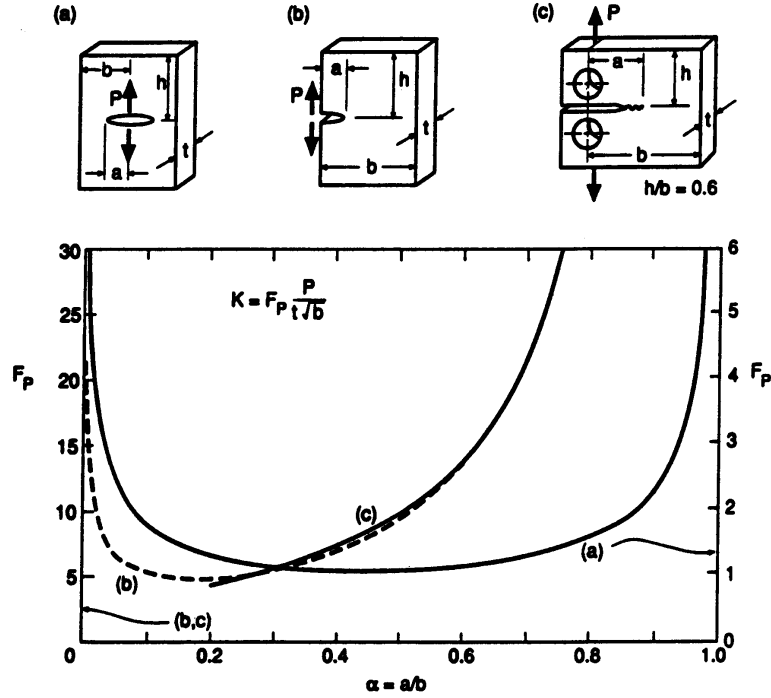 (a) (b) (c)
P
b h
P
a
t
a h
P
t
b
a h
t
b
h/b = 0.6
K = F_P P / t√b
F_P
30
25
20
15
10
5
0
F_P
6
5
4
3
2
1
0
(c)
(a)
(b)
(b,c)
0 0.2 0.4 0.6 0.8 1.0
α = a/b